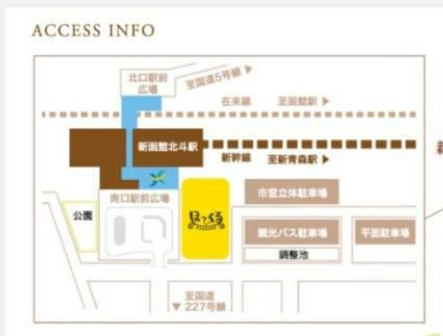 ACCESS INFO
北口駅前
広場
至国道5号線
在来線
至函館駅
新函館北斗駅
新幹線
至新青森駅
新
南口駅前広場
公園
市営立体駐車場
観光バス駐車場
平面駐車場
調整池
至国道
227号線